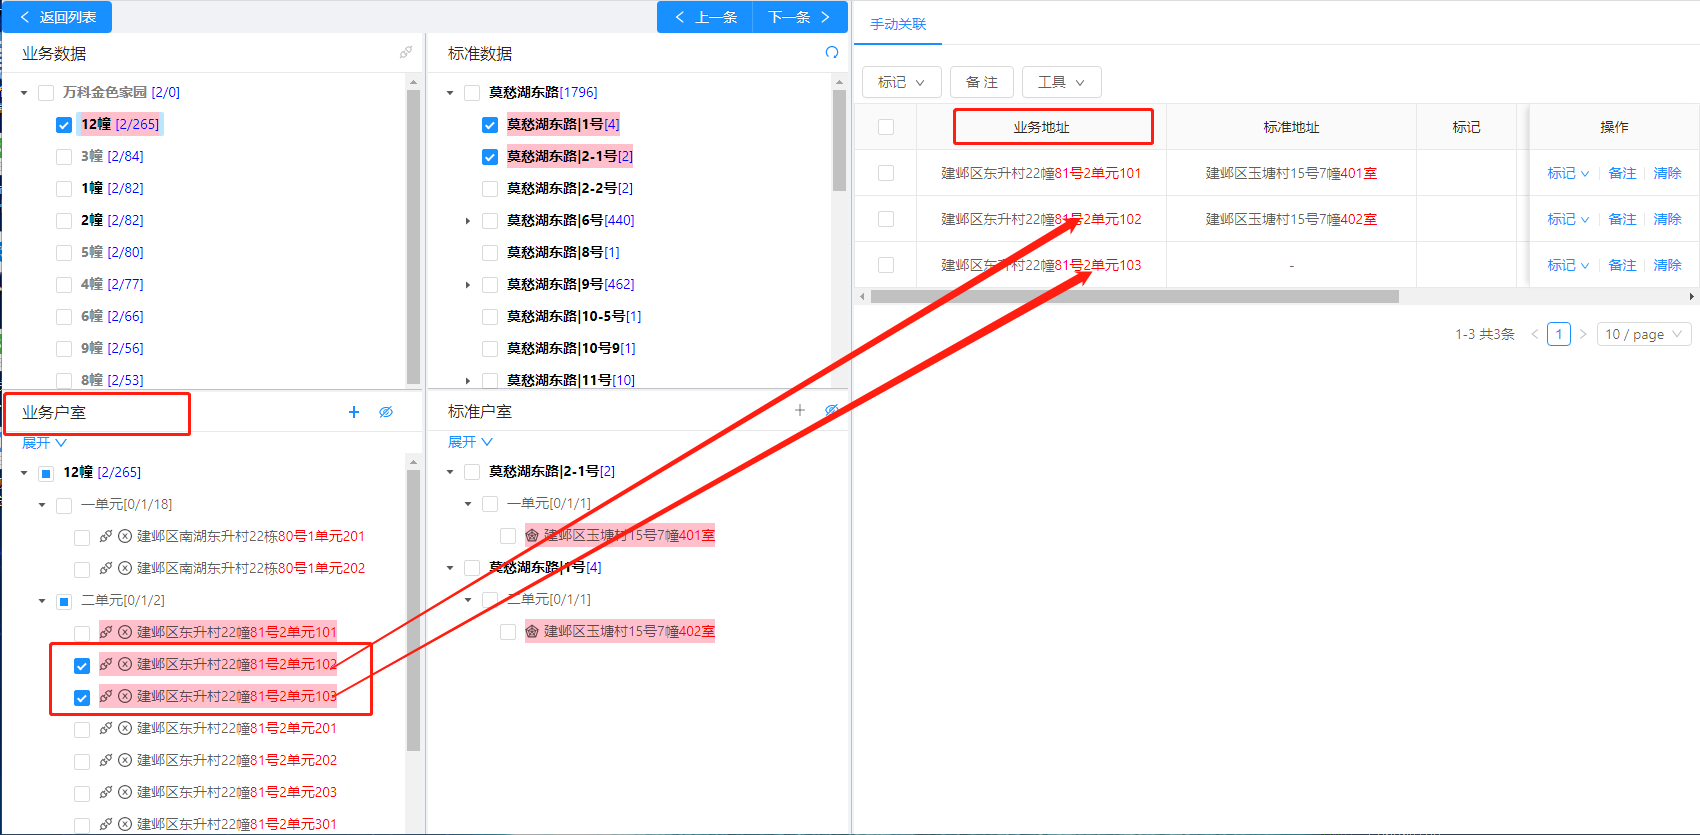 返回列表
上一条 下一条
业务数据
万科金色家园 [2/0]
12幢 [2/265]
3幢 [2/84]
1幢 [2/82]
2幢 [2/82]
5幢 [2/80]
4幢 [2/77]
6幢 [2/66]
9幢 [2/56]
8幢 [2/53]
标准数据
莫愁湖东路[1796]
莫愁湖东路|1号[4]
莫愁湖东路|2-1号[2]
莫愁湖东路|2-2号[2]
莫愁湖东路|6号[440]
莫愁湖东路|8号[1]
莫愁湖东路|9号[462]
莫愁湖东路|10-5号[1]
莫愁湖东路|10号9[1]
莫愁湖东路|11号[10]
业务户室
展开
12幢 [2/265]
一单元[0/1/18]
建邺区南湖东升村22栋80号1单元201
建邺区南湖东升村22栋80号1单元202
二单元[0/1/2]
建邺区东升村22幢81号2单元101
建邺区东升村22幢81号2单元102
建邺区东升村22幢81号2单元103
建邺区东升村22幢81号2单元201
建邺区东升村22幢81号2单元202
建邺区东升村22幢81号2单元203
建邺区东升村22幢81号2单元301
标准户室
展开
莫愁湖东路|2-1号[2]
一单元[0/1/1]
建邺区玉塘村15号7幢401室
莫愁湖东路|1号[4]
二单元[0/1/1]
建邺区玉塘村15号7幢402室
手动关联
标记 备 注 工具
业务地址 标准地址 标记 操作
建邺区东升村22幢81号2单元101 建邺区玉塘村15号7幢401室 标记 备注 清除
建邺区东升村22幢81号2单元102 建邺区玉塘村15号7幢402室 标记 备注 清除
建邺区东升村22幢81号2单元103 - 标记 备注 清除
1-3 共3条 1 10 / page